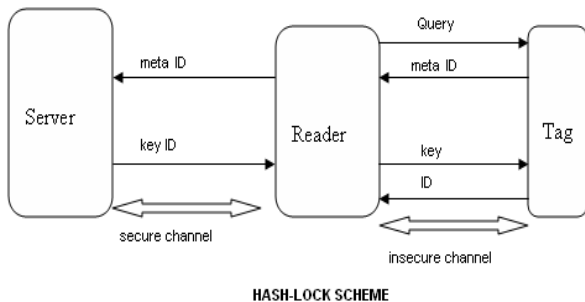 Query
meta ID
meta ID
Server
Reader
Tag
key ID
key
ID
secure channel
insecure channel
HASH-LOCK SCHEME